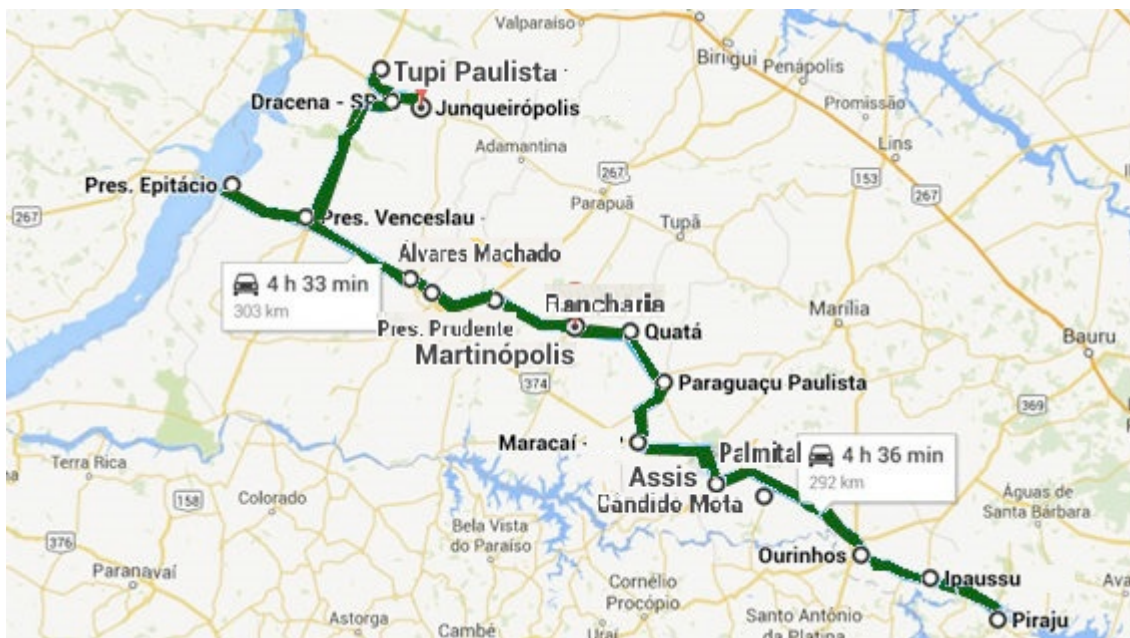 Valparaíso
267
Birigui
Penápolis
Tupi Paulista
Dracena - SP
Junqueirópolis
Promissão
Adamantina
Lins
267
153
Pres. Epitácio
Parapuã
267
Pres. Venceslau -
Tupã
Álvares Machado
4 h 33 min
303 km
Rancharia
Marília
Pres. Prudente
Quatá
Bauru
Martinópolis
374
Paraguaçu Paulista
369
Maracaí -
Palmital
4 h 36 min
292 km
Terra Rica
Assis
Cândido Mota
158
Colorado
Águas de
Santa Bárbara
Bela Vista
do Paraíso
376
Ourinhos
Paranavaí
Ipaussu
Cornélio
Procópio
Ava
Astorga
Santo Antônio
da Platina
Piraju
Cambé
Uraí